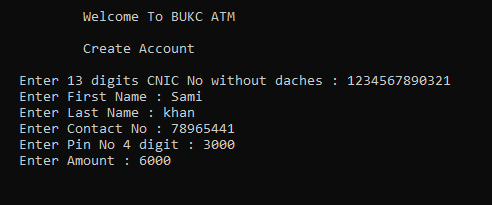 Welcome To BUKC ATM
Create Account
Enter 13 digits CNIC No without daches : 1234567890321
Enter First Name : Sami
Enter Last Name : khan
Enter Contact No : 78965441
Enter Pin No 4 digit : 3000
Enter Amount : 6000